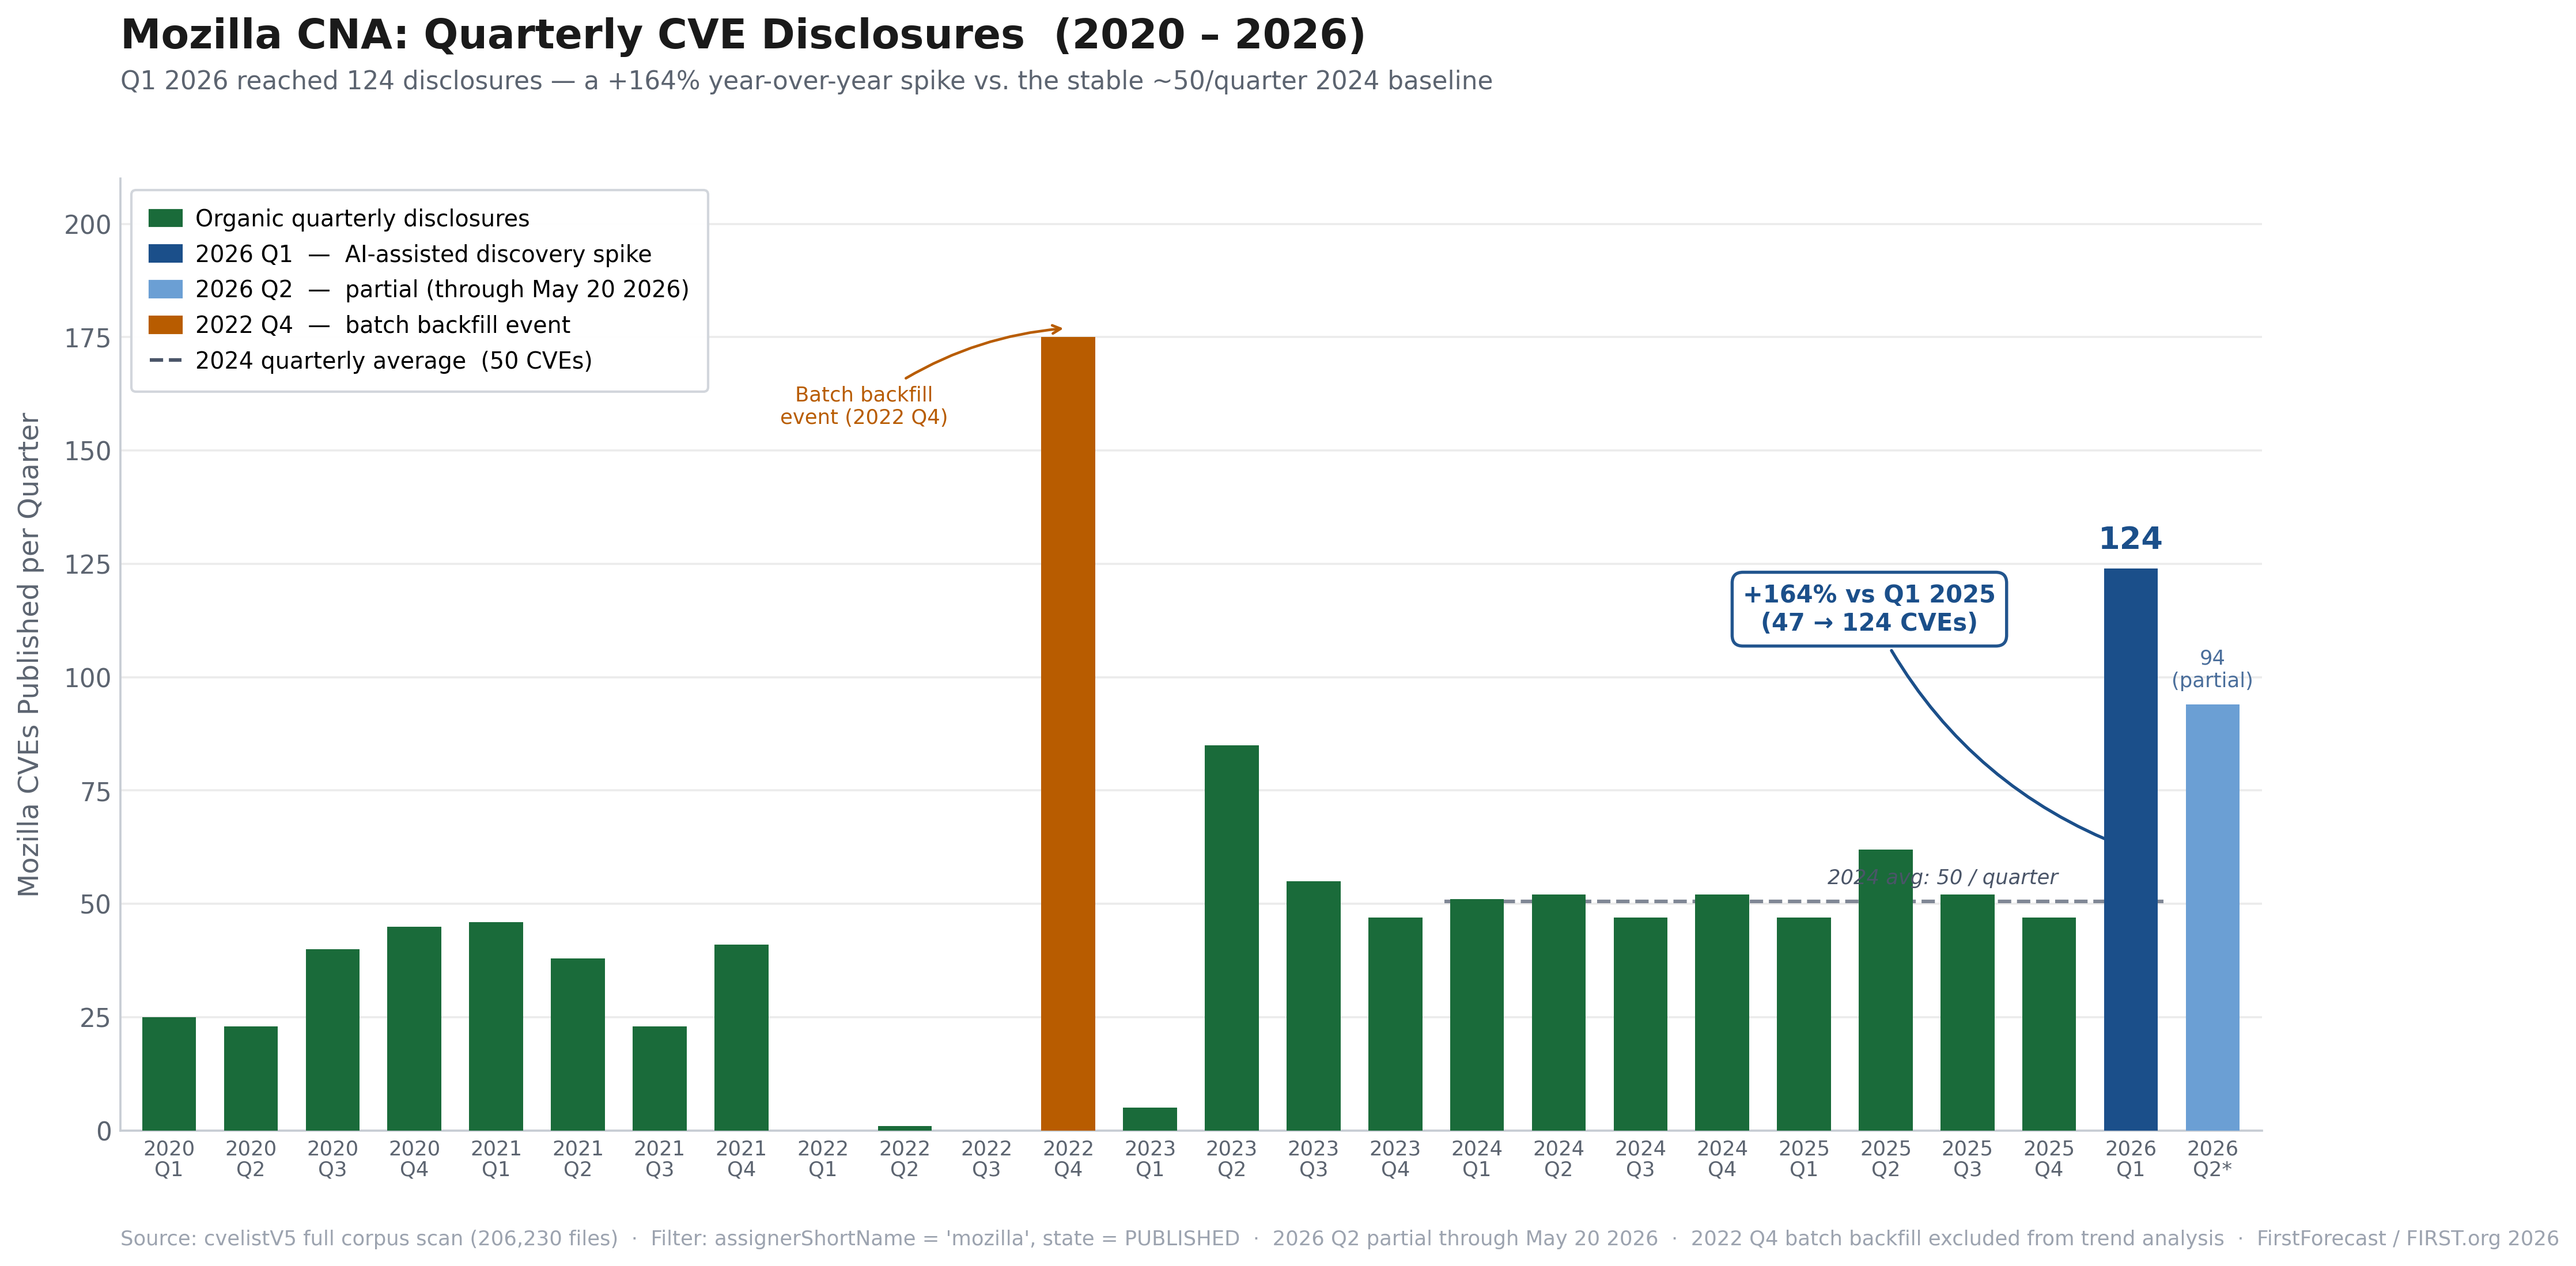 Mozilla CNA: Quarterly CVE Disclosures (2020 – 2026)
Q1 2026 reached 124 disclosures — a +164% year-over-year spike vs. the stable ~50/quarter 2024 baseline
Mozilla CVEs Published per Quarter
200
175
150
125
100
75
50
25
0
Organic quarterly disclosures
2026 Q1 — AI-assisted discovery spike
2026 Q2 — partial (through May 20 2026)
2022 Q4 — batch backfill event
2024 quarterly average (50 CVEs)
Batch backfill
event (2022 Q4)
124
+164% vs Q1 2025
(47 → 124 CVEs)
94
(partial)
2024 avg: 50 / quarter
2020 2020 2020 2020 2021 2021 2021 2021 2022 2022 2022 2022 2023 2023 2023 2023 2024 2024 2024 2024 2025 2025 2025 2025 2026 2026
Q1 Q2 Q3 Q4 Q1 Q2 Q3 Q4 Q1 Q2 Q3 Q4 Q1 Q2 Q3 Q4 Q1 Q2 Q3 Q4 Q1 Q2 Q3 Q4 Q1 Q2*
Source: cvelistV5 full corpus scan (206,230 files) · Filter: assignerShortName = 'mozilla', state = PUBLISHED · 2026 Q2 partial through May 20 2026 · 2022 Q4 batch backfill excluded from trend analysis · FirstForecast / FIRST.org 2026